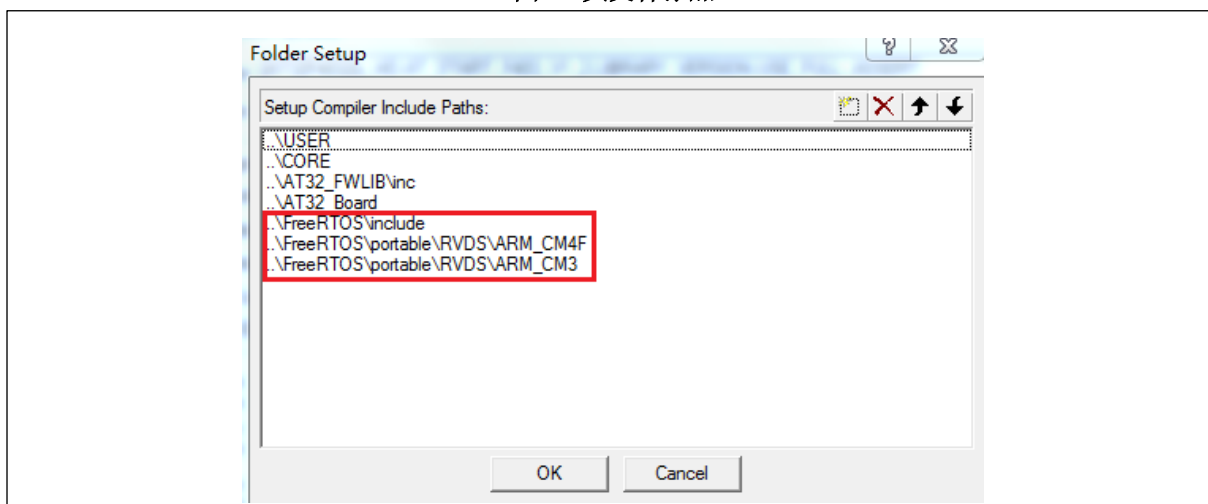 Folder Setup
Setup Compiler Include Paths:
..\USER
..\CORE
..\AT32_FWLIB\inc
..\AT32_Board
..\FreeRTOS\include
..\FreeRTOS\portable\RVDS\ARM_CM4F
..\FreeRTOS\portable\RVDS\ARM_CM3
OK
Cancel